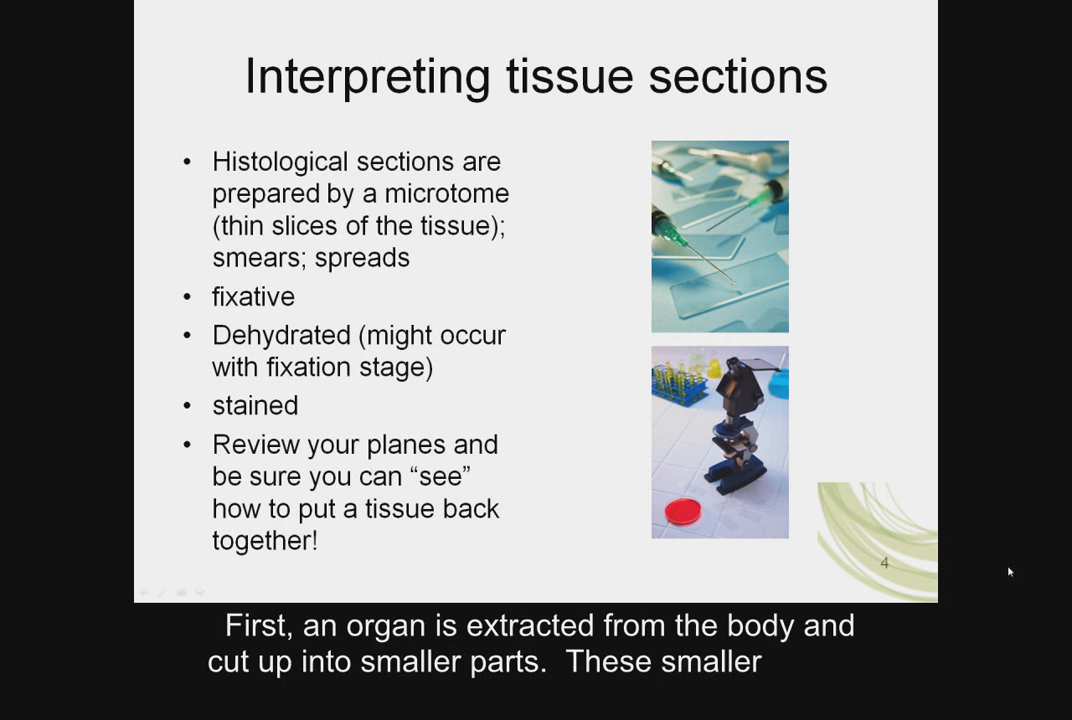 Interpreting tissue sections
• Histological sections are
prepared by a microtome
(thin slices of the tissue);
smears; spreads
• fixative
• Dehydrated (might occur
with fixation stage)
• stained
• Review your planes and
be sure you can “see”
how to put a tissue back
together!
4
First, an organ is extracted from the body and
cut up into smaller parts.  These smaller